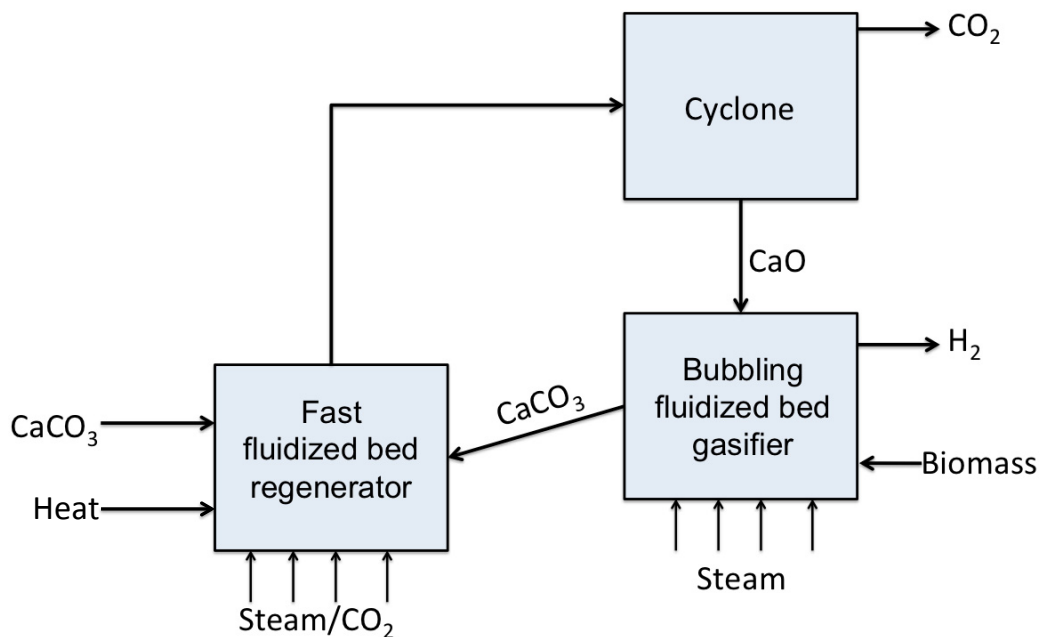 CO₂
Cyclone
CaO
H₂
Bubbling
fluidized bed
gasifier
CaCO₃
Fast
fluidized bed
regenerator
CaCO₃
Biomass
Heat
Steam
Steam/CO₂